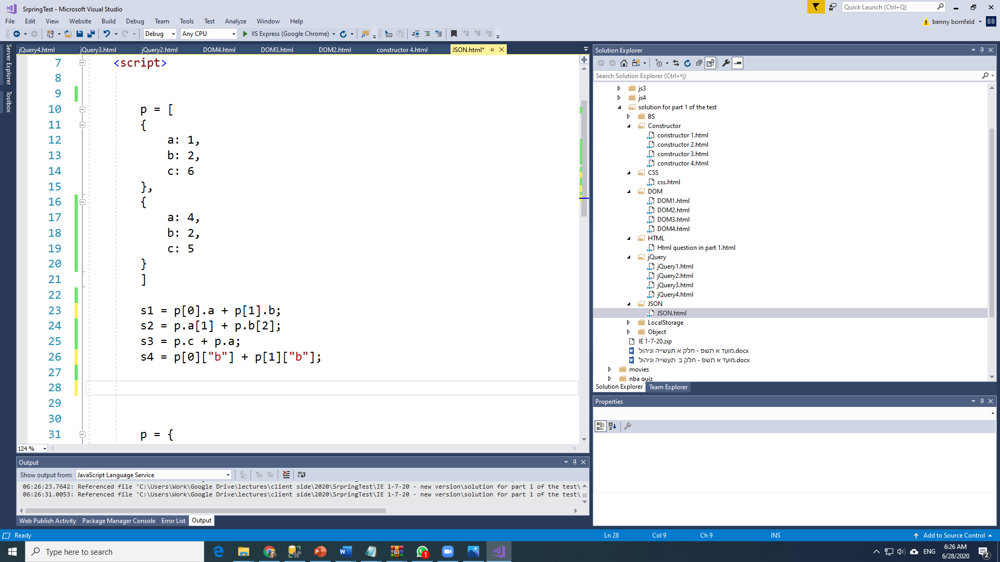 SrpringTest - Microsoft Visual Studio
Quick Launch (Ctrl+Q)
File Edit View Website Build Debug Team Tools Test Analyze Window Help
benny bornfeld BB
Debug Any CPU IIS Express (Google Chrome)
Server Explorer
Toolbox
jQuery4.html jQuery3.html jQuery2.html DOM4.html DOM3.html DOM2.html constructor 4.html JSON.html*
7 <script>
8
9
10 p = [
11 {
12 a: 1,
13 b: 2,
14 c: 6
15 },
16 {
17 a: 4,
18 b: 2,
19 c: 5
20 }
21 ]
22
23 s1 = p[0].a + p[1].b;
24 s2 = p.a[1] + p.b[2];
25 s3 = p.c + p.a;
26 s4 = p[0]["b"] + p[1]["b"];
27
28
29
30
31 p = {
124 %
Output
Show output from: JavaScript Language Service
06:26:23.7642: Referenced file 'C:\Users\Work\Google Drive\lectures\client side\2020\SrpringTest\IE 1-7-20 - new version\solution for part 1 of the test\
06:26:31.0053: Referenced file 'C:\Users\Work\Google Drive\lectures\client side\2020\SrpringTest\IE 1-7-20 - new version\solution for part 1 of the test\
Web Publish Activity Package Manager Console Error List Output
Solution Explorer
Search Solution Explorer (Ctrl+ף)
js3
js4
solution for part 1 of the test
BS
Constructor
constructor 1.html
constructor 2.html
constructor 3.html
constructor 4.html
CSS
css.html
DOM
DOM1.html
DOM2.html
DOM3.html
DOM4.html
HTML
Html question in part 1.html
jQuery
jQuery1.html
jQuery2.html
jQuery3.html
jQuery4.html
JSON
JSON.html
LocalStorage
Object
IE 1-7-20.zip
מועד א תשפ - חלק א תעשייה וניהול.docx
מועד א תשפ - חלק ב תעשייה וניהול.docx
movies
nba quiz
Solution Explorer Team Explorer
Properties
Ready Ln 28 Col 9 Ch 9 INS Add to Source Control
Type here to search
1
ENG
6:26 AM
6/28/2020
2